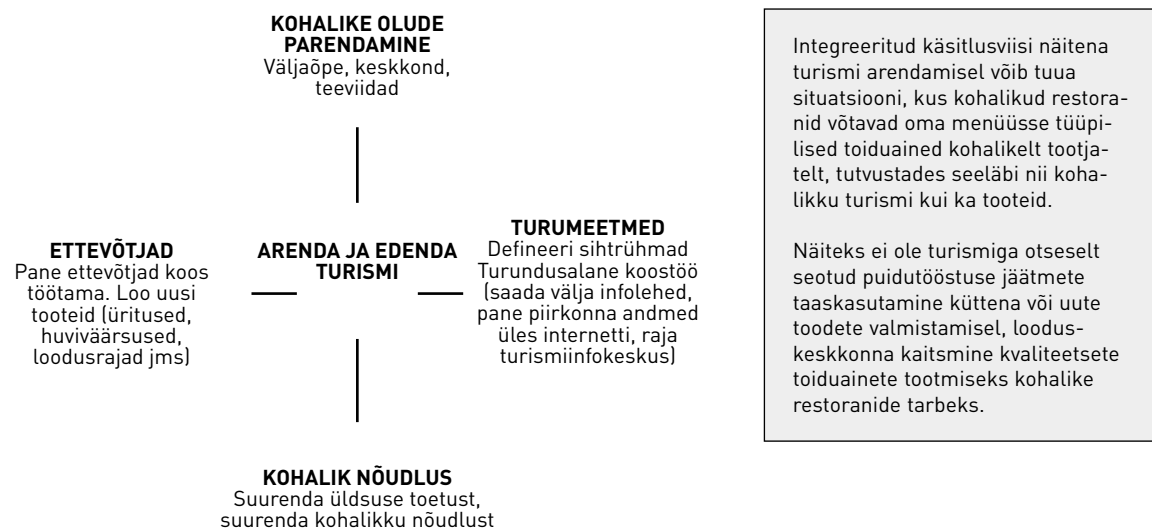 KOHALIKE OLUDE
PARENDAMINE
Väljaõpe, keskkond,
teeviidad
ETTEVÕTJAD
Pane ettevõtjad koos
töötama. Loo uusi
tooteid (üritused,
huviväärsused,
loodusrajad jms)
ARENDA JA EDENDA
TURISMI
TURUMEETMED
Defineeri sihtrühmad
Turundusalane koostöö
(saada välja infolehed,
pane piirkonna andmed
üles internetti, raja
turismiinfokeskus)
KOHALIK NÕUDLUS
Suurenda üldsuse toetust,
suurenda kohalikku nõudlust
Integreeritud käsitlusviisi näitena
turismi arendamisel võib tuua
situatsiooni, kus kohalikud restora-
nid võtavad oma menüüsse tüüpi-
lised toiduained kohalikelt tootja-
telt, tutvustades seeläbi nii koha-
likku turismi kui ka tooteid.
Näiteks ei ole turismiga otseselt
seotud puidutööstuse jäätmete
taaskasutamine küttena või uute
toodete valmistamisel, loodus-
keskkonna kaitsmine kvaliteetsete
toiduainete tootmiseks kohalike
restoranide tarbeks.